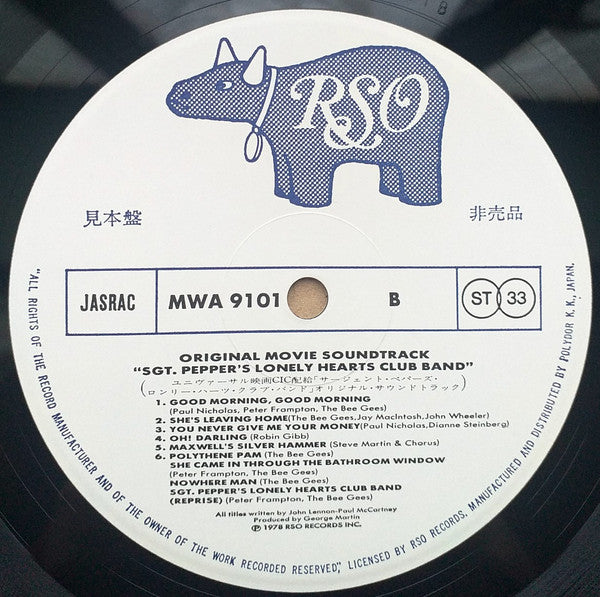 RSO
見本盤
非売品
JASRAC
MWA 9101
B
ST 33
ORIGINAL MOVIE SOUNDTRACK
"SGT. PEPPER'S LONELY HEARTS CLUB BAND"
ユニヴァーサル映画CIC配給「サージェント・ペパーズ・
ロンリー・ハーツ・クラブ・バンド」オリジナル・サウンドトラック
1. GOOD MORNING, GOOD MORNING
(Paul Nicholas, Peter Frampton, The Bee Gees)
2. SHE'S LEAVING HOME(The Bee Gees,Jay MacIntosh,John Wheeler)
3. YOU NEVER GIVE ME YOUR MONEY(Paul Nicholas,Dianne Steinberg)
4. OH! DARLING (Robin Gibb)
5. MAXWELL'S SILVER HAMMER (Steve Martin & Chorus)
6. POLYTHENE PAM (The Bee Gees)
SHE CAME IN THROUGH THE BATHROOM WINDOW
(Peter Frampton, The Bee Gees)
NOWHERE MAN (The Bee Gees)
SGT. PEPPER'S LONELY HEARTS CLUB BAND
(REPRISE) (Peter Frampton, The Bee Gees)
All titles written by John Lennon-Paul McCartney
Produced by George Martin
Ⓟ 1978 RSO RECORDS INC.
"ALL RIGHTS OF THE RECORD MANUFACTURER AND OF THE OWNER OF THE WORK RECORDED RESERVED", LICENSED BY RSO RECORDS, MANUFACTURED AND DISTRIBUTED BY POLYDOR K.K., JAPAN.